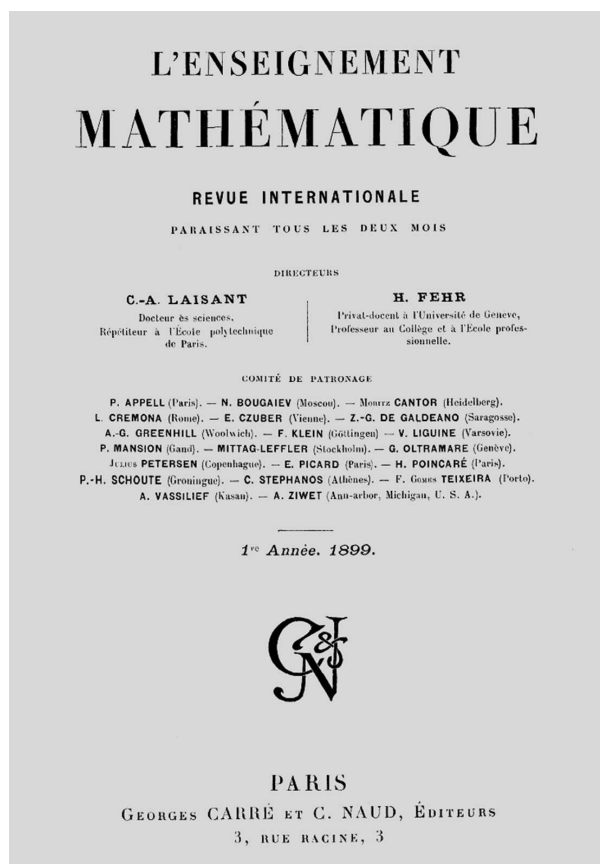 L'ENSEIGNEMENT
MATHÉMATIQUE
REVUE INTERNATIONALE
PARAISSANT TOUS LES DEUX MOIS
DIRECTEURS
C.-A. LAISANT
Docteur ès sciences,
Répétiteur à l'École polytechnique
de Paris.
H. FEHR
Privat-docent à l'Université de Geneve,
Professeur au Collège et à l'École profes-
sionnelle.
COMITÉ DE PATRONAGE
P. APPELL (Paris). — N. BOUGAIEV (Moscou). — Moritz CANTOR (Heidelberg).
L. CREMONA (Rome). — E. CZUBER (Vienne). — Z.-G. DE GALDEANO (Saragosse).
A.-G. GREENHILL (Woolwich). — F. KLEIN (Göttingen) — V. LIGUINE (Varsovie).
P. MANSION (Gand). — MITTAG-LEFFLER (Stockholm). — G. OLTRAMARE (Genève).
Julius PETERSEN (Copenhague). — E. PICARD (Paris). — H. POINCARÉ (Paris).
P.-H. SCHOUTE (Groningue). — C. STEPHANOS (Athènes). — F. Gomes TEIXEIRA (Porto).
A. VASSILIEF (Kasan). — A. ZIWET (Ann-arbor, Michigan, U. S. A.).
1re Année. 1899.
PARIS
Georges CARRÉ et C. NAUD, Éditeurs
3, RUE RACINE, 3